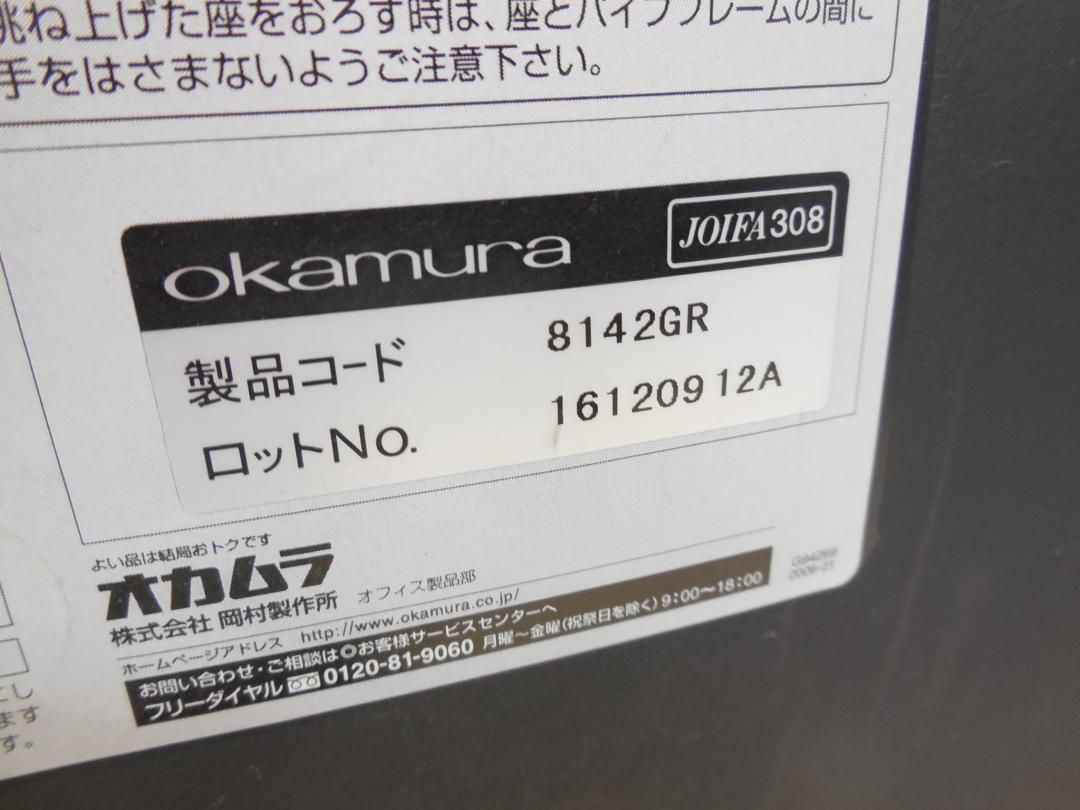 跳ね上げた座をおろす時は、座とパイプフレームの間に
手をはさまないようご注意下さい。
okamura JOIFA308
製品コード 8142GR
ロットNo. 16120912A
よい品は結局おトクです
オカムラ
株式会社 岡村製作所 オフィス製品部
ホームページアドレス http://www.okamura.co.jp/
お問い合わせ・ご相談は◎お客様サービスセンターへ
フリーダイヤル 0120-81-9060 月曜～金曜(祝祭日を除く)9:00～18:00
2006-01
ます
す。